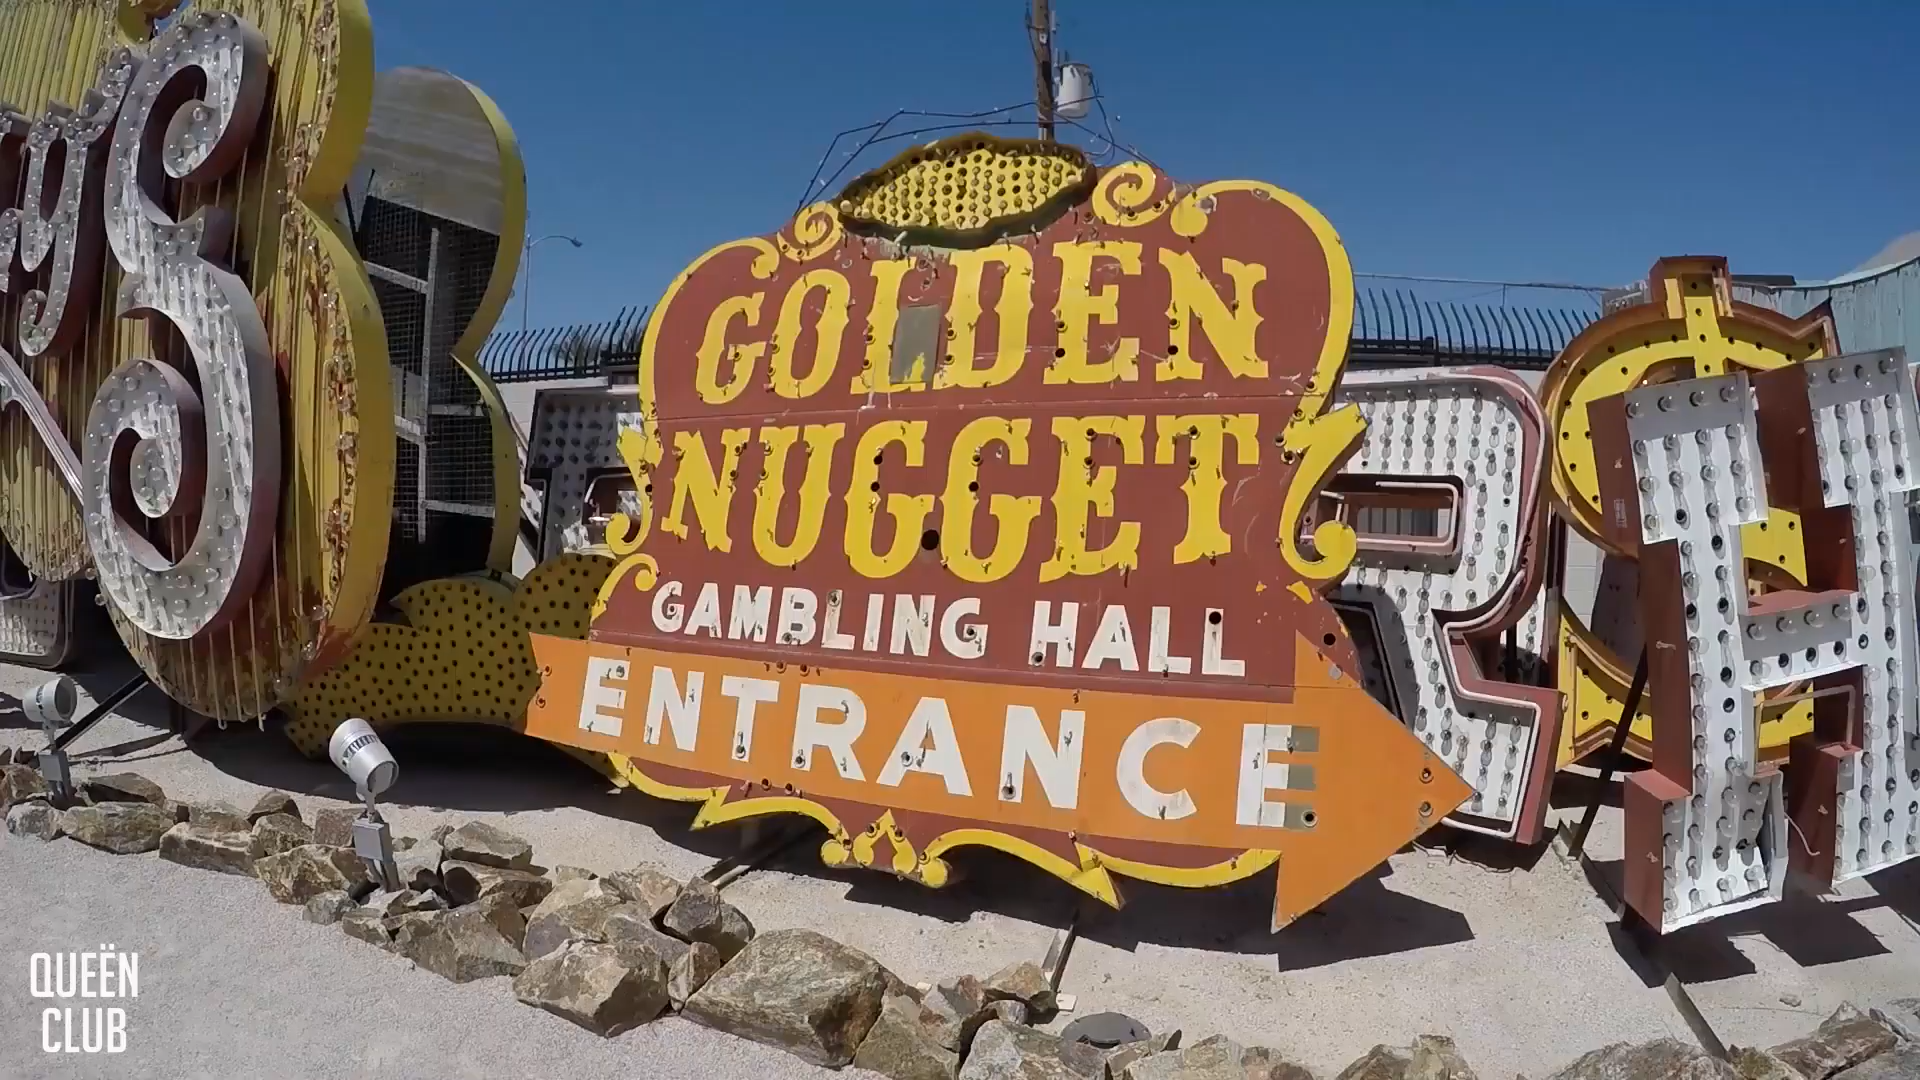 y's
GOLDEN
NUGGET
GAMBLING HALL
ENTRANCE
R
H
QUEËN
CLUB